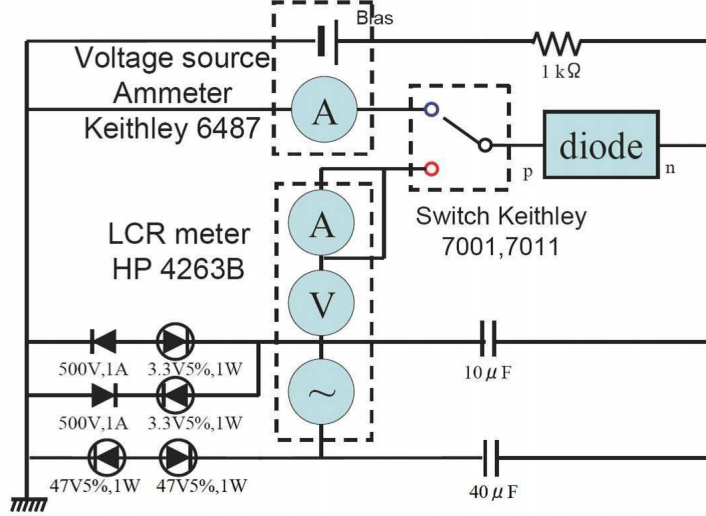 Bias
Voltage source
Ammeter
Keithley 6487
A
1 kΩ
diode
p
n
Switch Keithley
7001,7011
LCR meter
HP 4263B
A
V
~
500V,1A
3.3V5%,1W
10 μF
500V,1A
3.3V5%,1W
47V5%,1W
47V5%,1W
40 μF